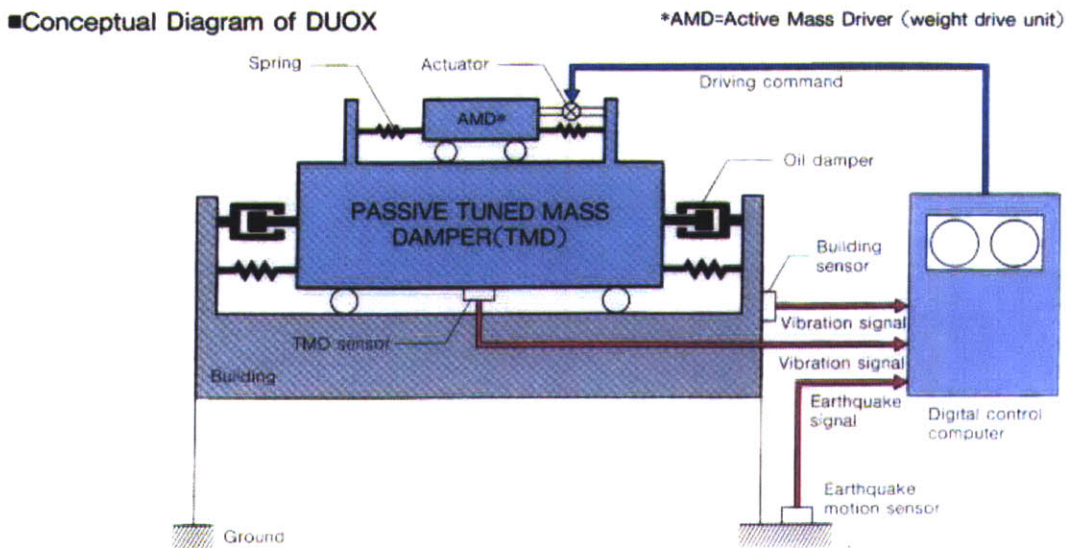 ■Conceptual Diagram of DUOX
*AMD=Active Mass Driver (weight drive unit)
Spring
Actuator
Driving command
AMD*
Oil damper
PASSIVE TUNED MASS
DAMPER(TMD)
Building
sensor
Vibration signal
TMD sensor
Vibration signal
Building
Earthquake
signal
Digital control
computer
Earthquake
motion sensor
Ground